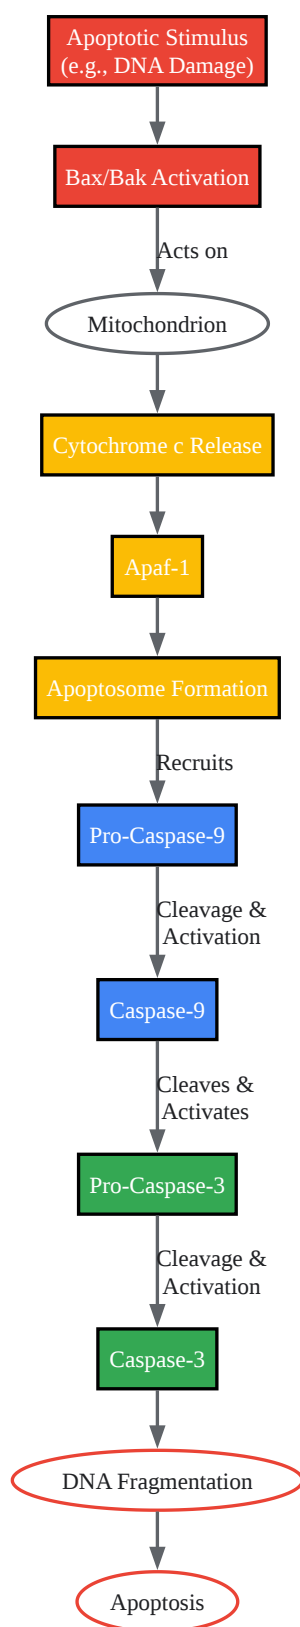 Apoptotic Stimulus
(e.g., DNA Damage)
Bax/Bak Activation
Acts on
Mitochondrion
Cytochrome c Release
Apaf-1
Apoptosome Formation
Recruits
Pro-Caspase-9
Cleavage &
Activation
Caspase-9
Cleaves &
Activates
Pro-Caspase-3
Cleavage &
Activation
Caspase-3
DNA Fragmentation
Apoptosis